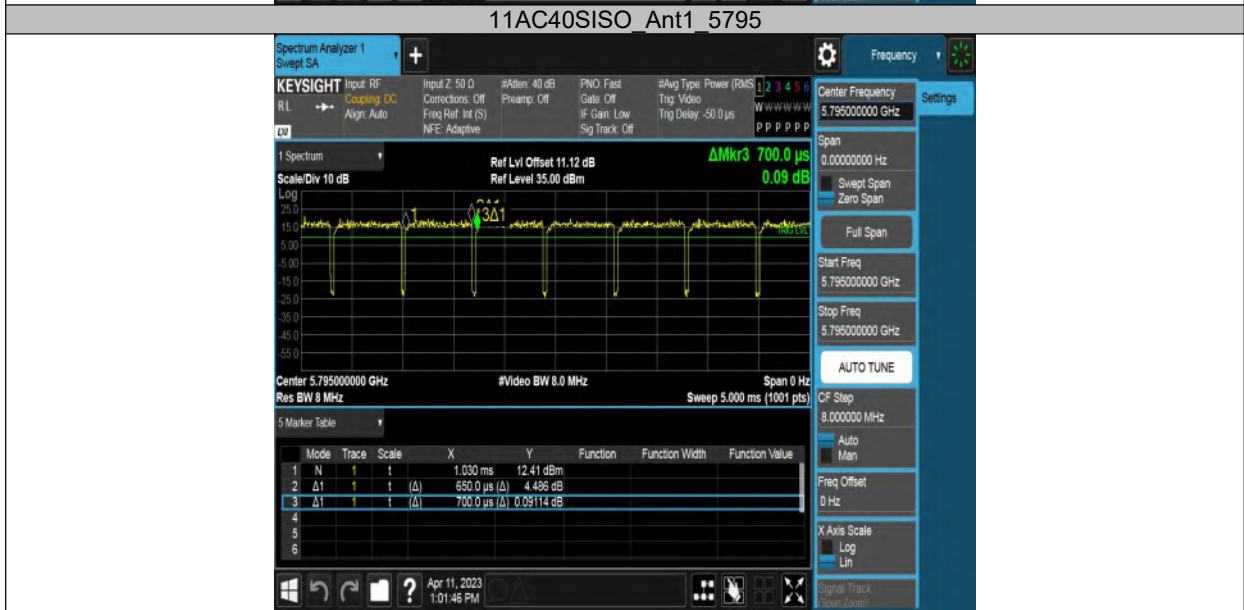 11AC40SISO_Ant1_5795
Spectrum Analyzer 1
Swept SA
Frequency
KEYSIGHT Input: RF Input Z: 50 Ω #Atten: 40 dB PNO: Fast #Avg Type: Power (RMS 1 2 3 4 5 6
RL Coupling: DC Corrections: Off Preamp: Off Gate: Off Trig: Video
Align: Auto Freq Ref: Int (S) IF Gain: Low Trig Delay: -50.0 μs W W W W W W
LXI NFE: Adaptive Sig Track: Off P P P P P P
Center Frequency
5.795000000 GHz
Settings
Span
0.00000000 Hz
Swept Span
Zero Span
Full Span
Start Freq
5.795000000 GHz
Stop Freq
5.795000000 GHz
AUTO TUNE
CF Step
8.000000 MHz
Auto
Man
Freq Offset
0 Hz
X Axis Scale
Log
Lin
Signal Track
(Span Zoom)
1 Spectrum
Ref Lvl Offset 11.12 dB
ΔMkr3 700.0 μs
Scale/Div 10 dB
Ref Level 35.00 dBm
0.09 dB
Log
25.0
15.0
5.00
-5.00
-15.0
-25.0
-35.0
-45.0
-55.0
1
3Δ1
TRIG LVL
Center 5.795000000 GHz #Video BW 8.0 MHz Span 0 Hz
Res BW 8 MHz Sweep 5.000 ms (1001 pts)
5 Marker Table
Mode Trace Scale X Y Function Function Width Function Value
1 N 1 t 1.030 ms 12.41 dBm
2 Δ1 1 t (Δ) 650.0 μs (Δ) 4.486 dB
3 Δ1 1 t (Δ) 700.0 μs (Δ) 0.09114 dB
4
5
6
?
Apr 11, 2023
1:01:46 PM